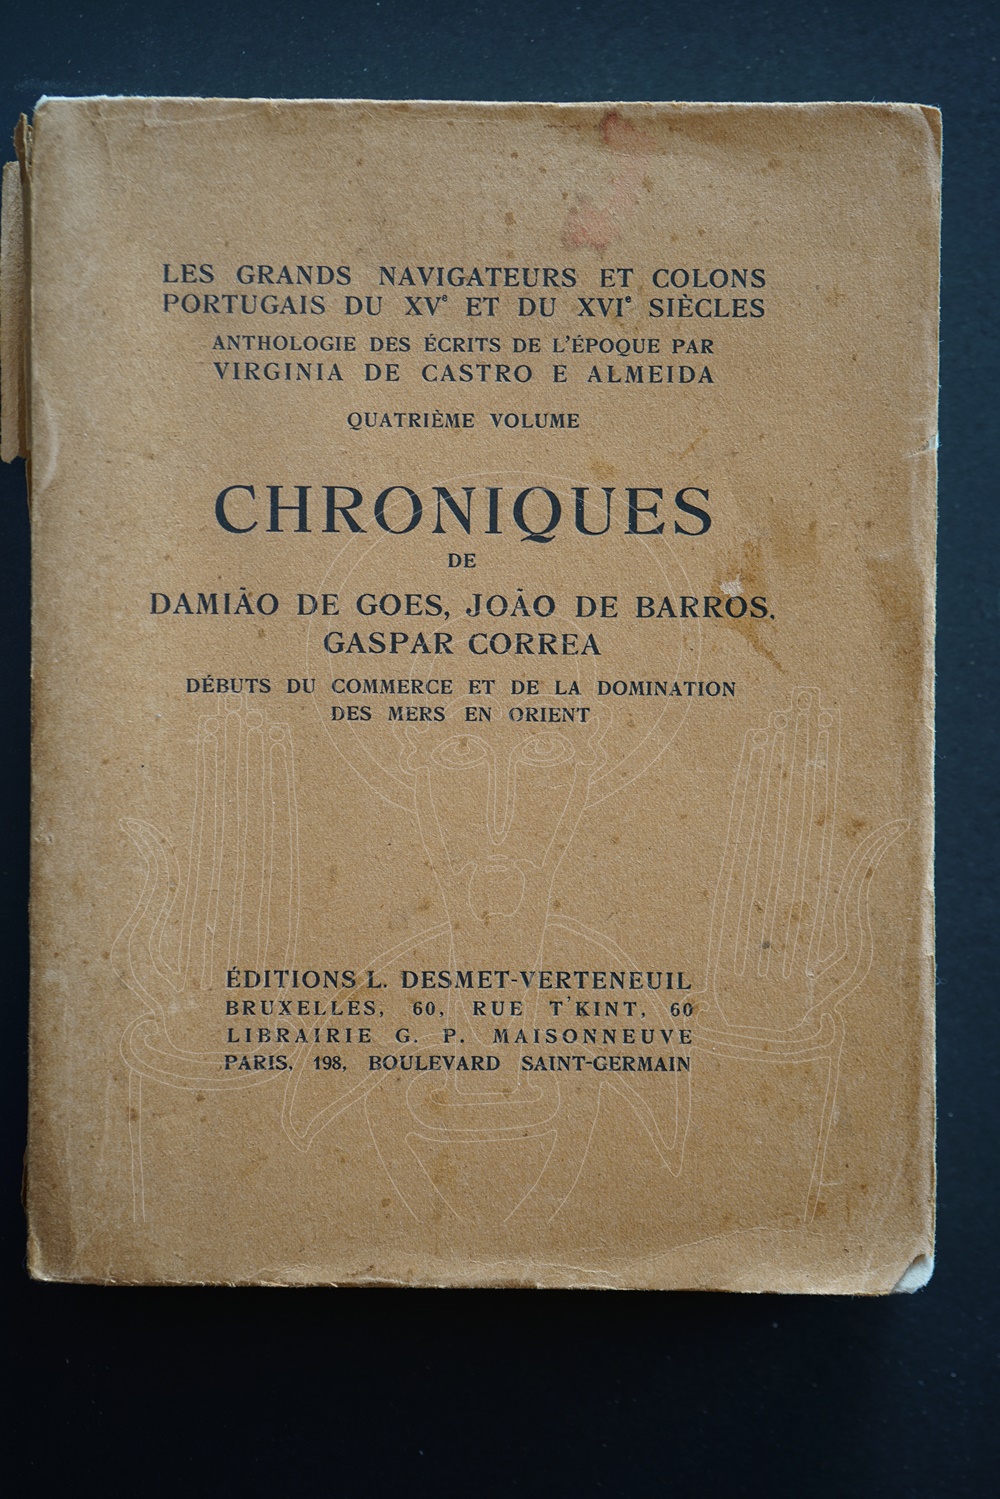 LES GRANDS NAVIGATEURS ET COLONS
PORTUGAIS DU XVe ET DU XVIe SIÈCLES
ANTHOLOGIE DES ÉCRITS DE L'ÉPOQUE PAR
VIRGINIA DE CASTRO E ALMEIDA
QUATRIÈME VOLUME
CHRONIQUES
DE
DAMIÃO DE GOES, JOÃO DE BARROS,
GASPAR CORREA
DÉBUTS DU COMMERCE ET DE LA DOMINATION
DES MERS EN ORIENT
ÉDITIONS L. DESMET-VERTENEUIL
BRUXELLES, 60, RUE T'KINT, 60
LIBRAIRIE G. P. MAISONNEUVE
PARIS, 198, BOULEVARD SAINT-GERMAIN